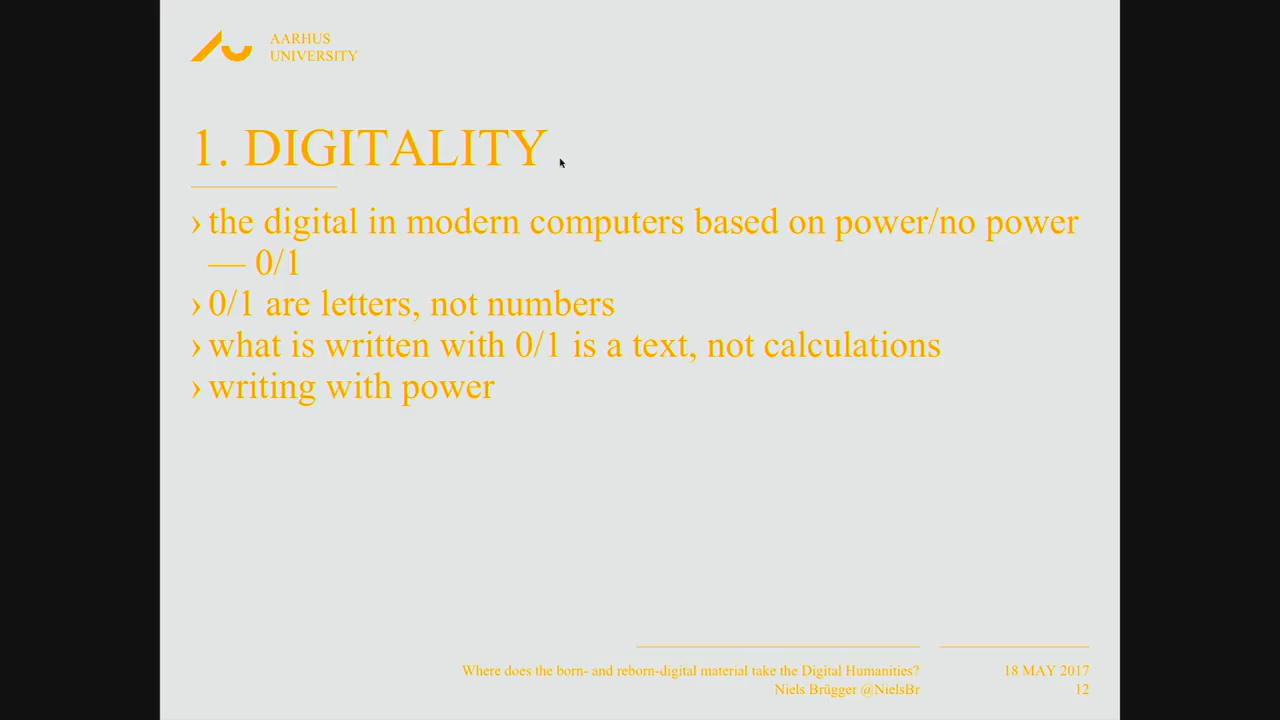 AARHUS
UNIVERSITY
1. DIGITALITY
› the digital in modern computers based on power/no power
— 0/1
› 0/1 are letters, not numbers
› what is written with 0/1 is a text, not calculations
› writing with power
Where does the born- and reborn-digital material take the Digital Humanities?
18 MAY 2017
Niels Brügger @NielsBr
12